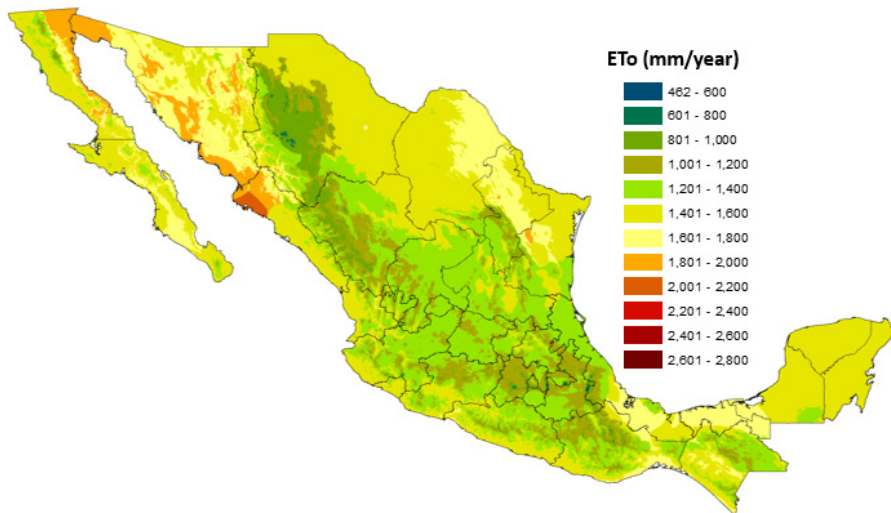 ETo (mm/year)
462 - 600
601 - 800
801 - 1,000
1,001 - 1,200
1,201 - 1,400
1,401 - 1,600
1,601 - 1,800
1,801 - 2,000
2,001 - 2,200
2,201 - 2,400
2,401 - 2,600
2,601 - 2,800